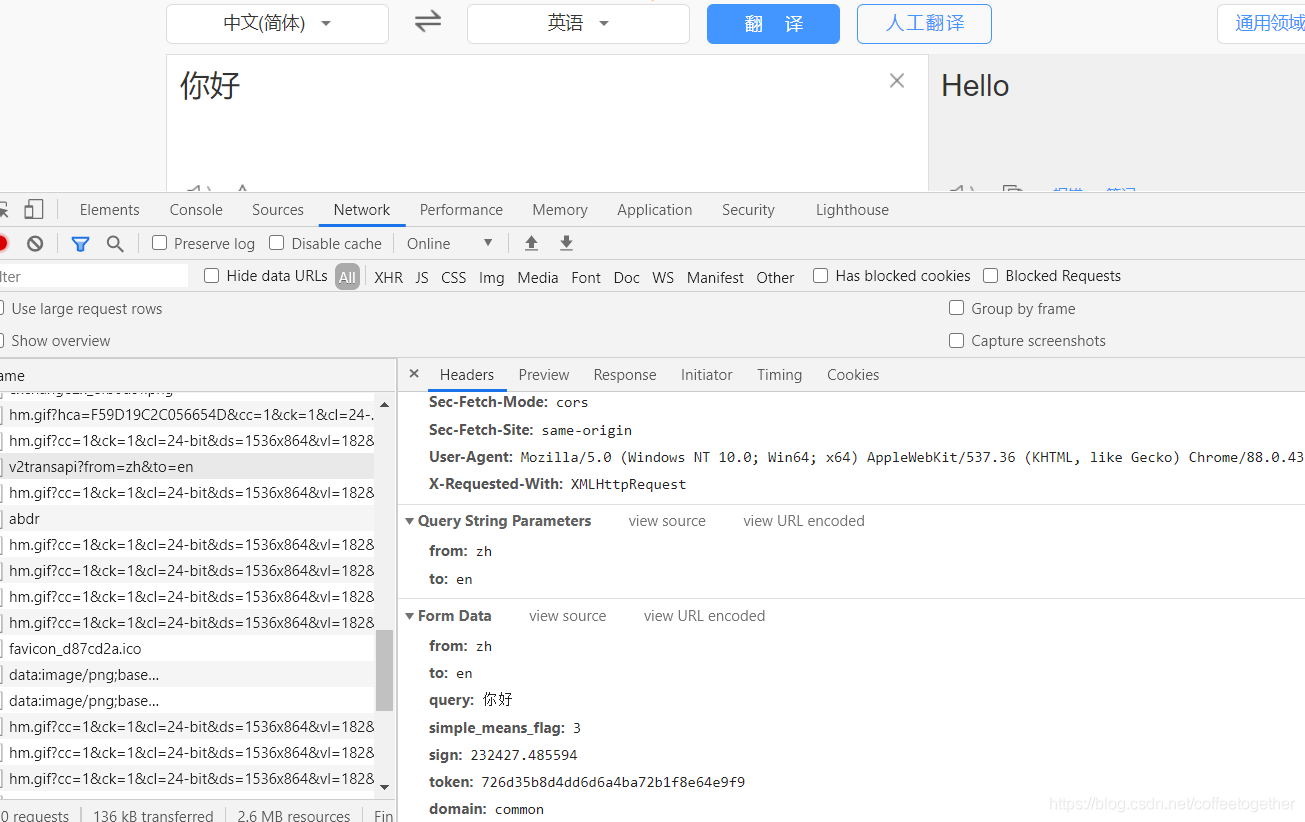 中文(简体)
英语
翻 译
人工翻译
通用领域
你好
Hello
Elements Console Sources Network Performance Memory Application Security Lighthouse
Preserve log Disable cache Online
lter Hide data URLs All XHR JS CSS Img Media Font Doc WS Manifest Other Has blocked cookies Blocked Requests
Use large request rows Group by frame
Show overview Capture screenshots
ame
Headers Preview Response Initiator Timing Cookies
hm.gif?hca=F59D19C2C056654D&cc=1&ck=1&cl=24-.
hm.gif?cc=1&ck=1&cl=24-bit&ds=1536x864&vl=182&
v2transapi?from=zh&to=en
hm.gif?cc=1&ck=1&cl=24-bit&ds=1536x864&vl=182&
abdr
hm.gif?cc=1&ck=1&cl=24-bit&ds=1536x864&vl=182&
hm.gif?cc=1&ck=1&cl=24-bit&ds=1536x864&vl=182&
hm.gif?cc=1&ck=1&cl=24-bit&ds=1536x864&vl=182&
hm.gif?cc=1&ck=1&cl=24-bit&ds=1536x864&vl=182&
favicon_d87cd2a.ico
data:image/png;base...
data:image/png;base...
hm.gif?cc=1&ck=1&cl=24-bit&ds=1536x864&vl=182&
hm.gif?cc=1&ck=1&cl=24-bit&ds=1536x864&vl=182&
hm.gif?cc=1&ck=1&cl=24-bit&ds=1536x864&vl=182&
0 requests 136 kB transferred 2.6 MB resources Fin
Sec-Fetch-Mode: cors
Sec-Fetch-Site: same-origin
User-Agent: Mozilla/5.0 (Windows NT 10.0; Win64; x64) AppleWebKit/537.36 (KHTML, like Gecko) Chrome/88.0.43
X-Requested-With: XMLHttpRequest
Query String Parameters view source view URL encoded
from: zh
to: en
Form Data view source view URL encoded
from: zh
to: en
query: 你好
simple_means_flag: 3
sign: 232427.485594
token: 726d35b8d4dd6d6a4ba72b1f8e64e9f9
domain: common
https://blog.csdn.net/coffeetogether